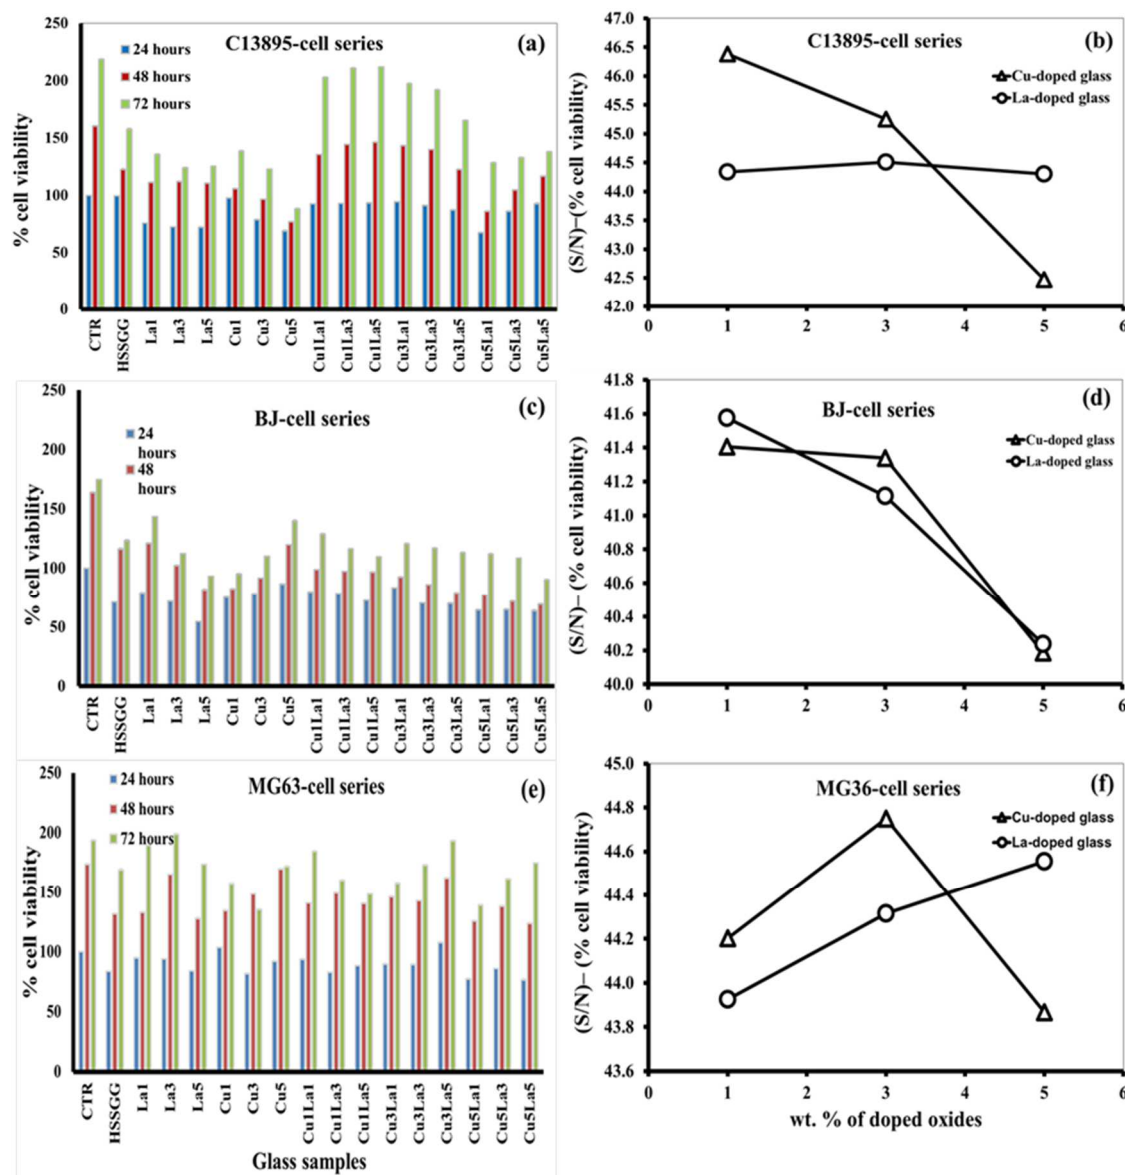 C13895-cell series
(a)
24 hours
48 hours
72 hours
% cell viability
250
200
150
100
50
0
CTR
HSSGG
La1
La3
La5
Cu1
Cu3
Cu5
Cu1La1
Cu1La3
Cu1La5
Cu3La1
Cu3La3
Cu3La5
Cu5La1
Cu5La3
Cu5La5
C13895-cell series
(b)
Cu-doped glass
La-doped glass
(S/N)–(% cell viability)
47.0
46.5
46.0
45.5
45.0
44.5
44.0
43.5
43.0
42.5
42.0
0 1 2 3 4 5 6
BJ-cell series
(c)
24
hours
48
hours
% cell viability
250
200
150
100
50
0
CTR
HSSGG
La1
La3
La5
Cu1
Cu3
Cu5
Cu1La1
Cu1La3
Cu1La5
Cu3La1
Cu3La3
Cu3La5
Cu5La1
Cu5La3
Cu5La5
BJ-cell series
(d)
Cu-doped glass
La-doped glass
(S/N)– (% cell viability)
41.8
41.6
41.4
41.2
41.0
40.8
40.6
40.4
40.2
40.0
0 1 2 3 4 5 6
MG63-cell series
(e)
24 hours
48 hours
72 hours
% cell viability
250
200
150
100
50
0
CTR
HSSGG
La1
La3
La5
Cu1
Cu3
Cu5
Cu1La1
Cu1La3
Cu1La5
Cu3La1
Cu3La3
Cu3La5
Cu5La1
Cu5La3
Cu5La5
Glass samples
MG36-cell series
(f)
Cu-doped glass
La-doped glass
(S/N)– (% cell viability)
45.0
44.8
44.6
44.4
44.2
44.0
43.8
43.6
0 1 2 3 4 5 6
wt. % of doped oxides